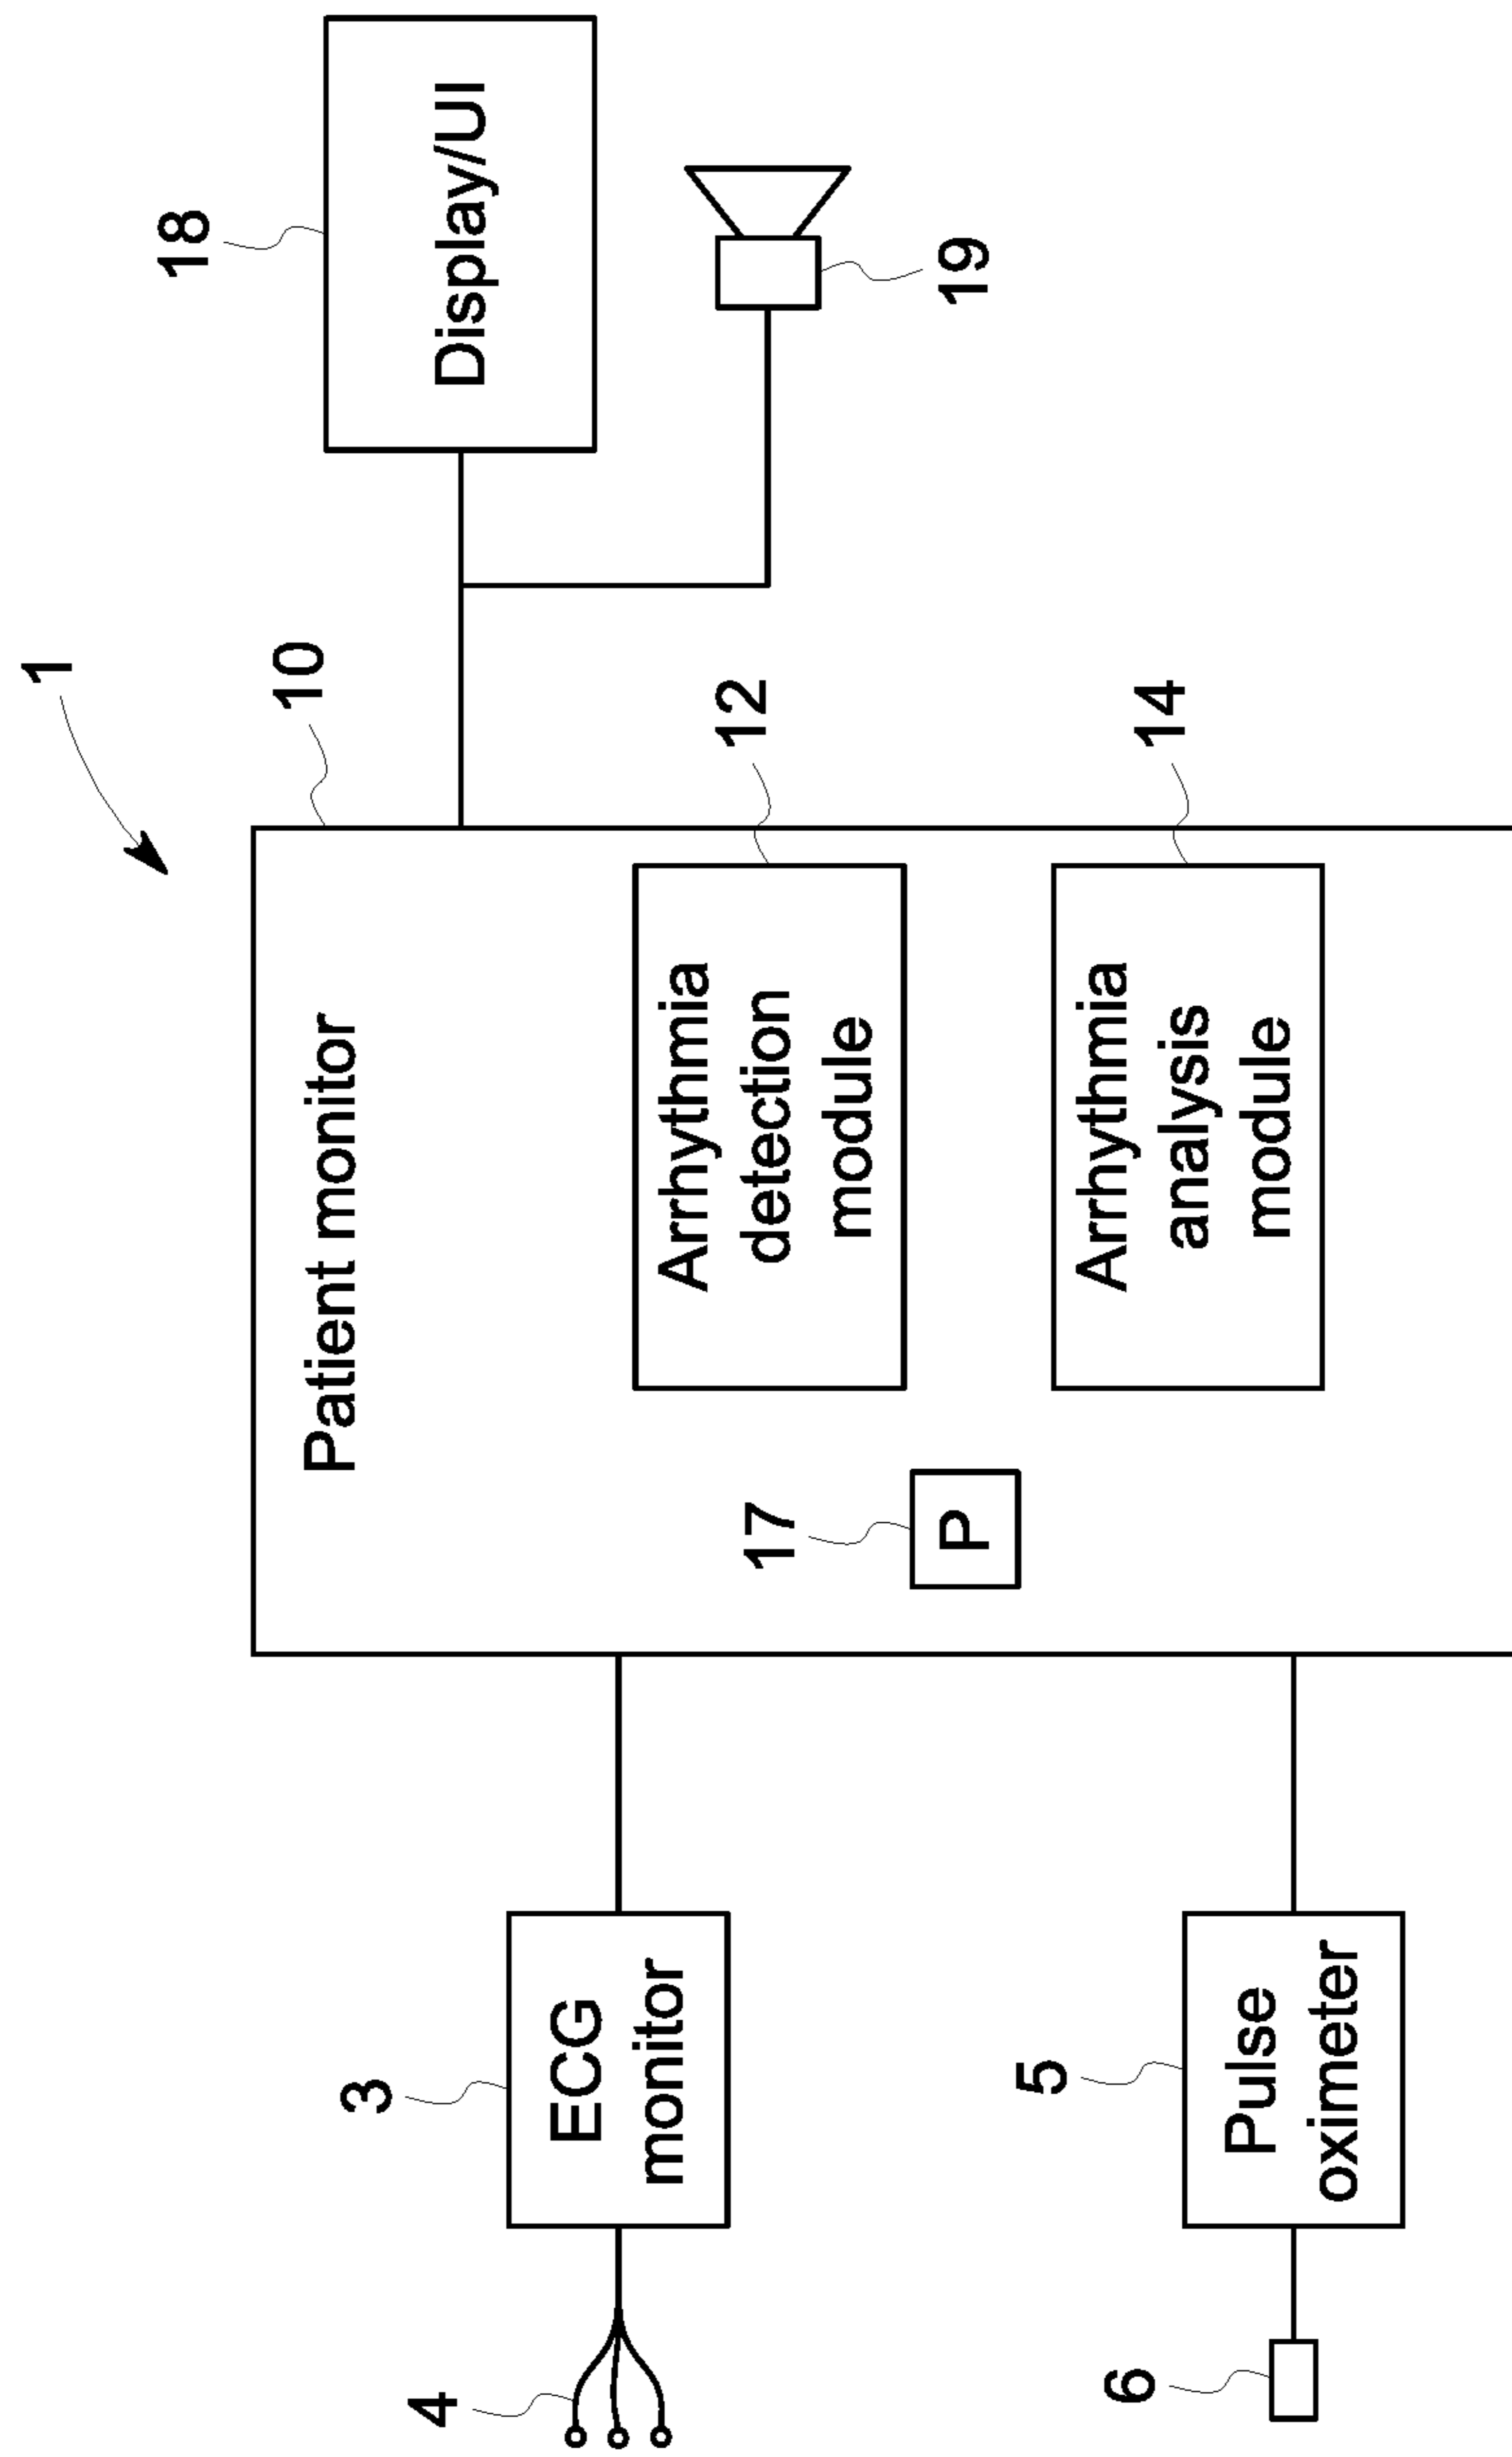 1
10
Patient monitor
18
Display/UI
19
3
ECG
monitor
4
17
P
12
Arrhythmia
detection
module
5
Pulse
oximeter
6
14
Arrhythmia
analysis
module